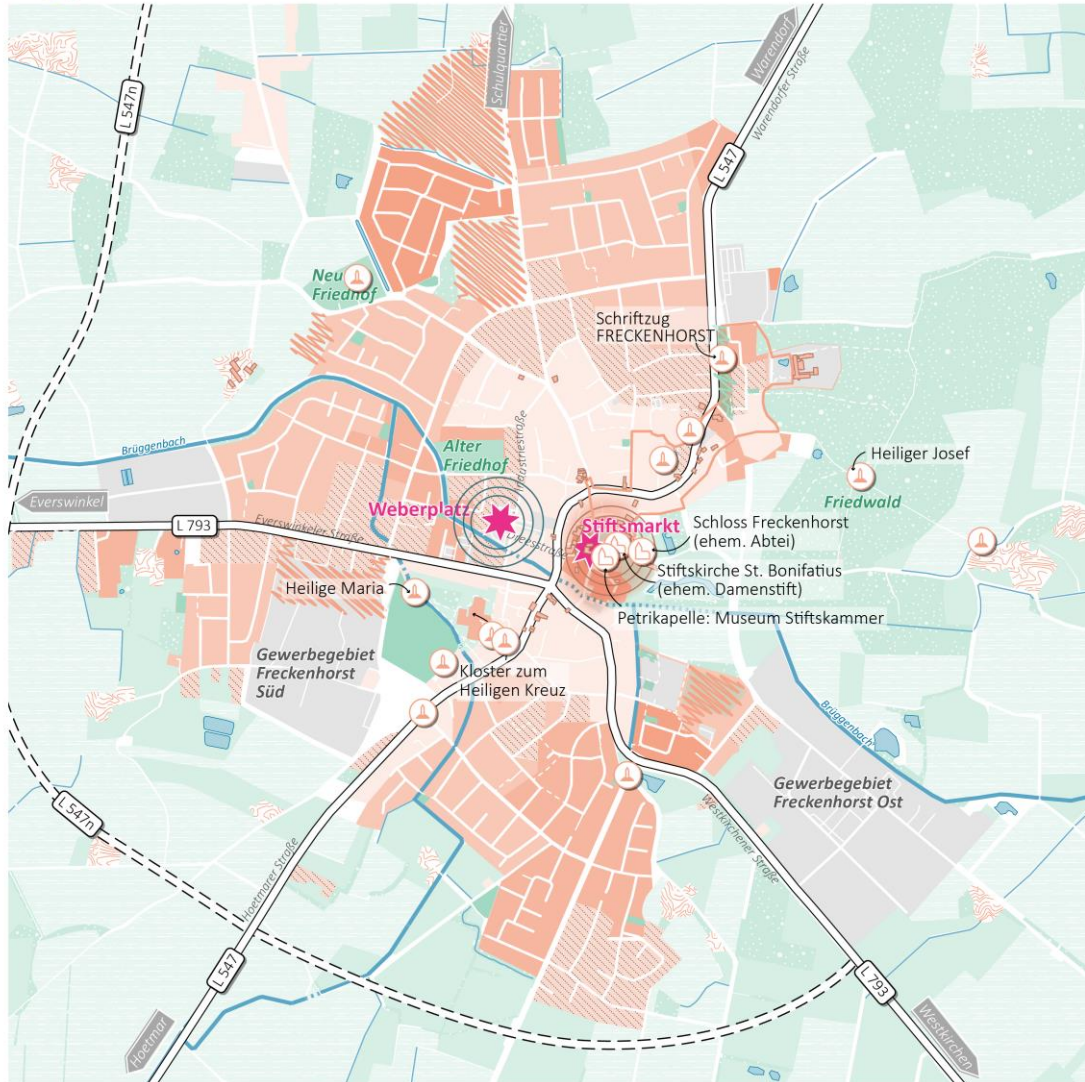 Schulquartier
Warendorf
Warendorfer Straße
L 547n
L 547
Neu
Friedhof
Schriftzug
FRECKENHORST
Brüggenbach
Alter
Friedhof
Industriestraße
Heiliger Josef
Friedwald
Everswinkel
L 793
Everswinkeler Straße
Weberplatz
Stiftsmarkt
Schloss Freckenhorst
(ehem. Abtei)
Stiftskirche St. Bonifatius
(ehem. Damenstift)
Petrikapelle: Museum Stiftskammer
Heilige Maria
Gewerbegebiet
Freckenhorst
Süd
Kloster zum
Heiligen Kreuz
Brüggenbach
Gewerbegebiet
Freckenhorst Ost
L 547n
Hoetmarer Straße
Westkirchener Straße
L 547
L 793
Hoetmar
Westkirchen